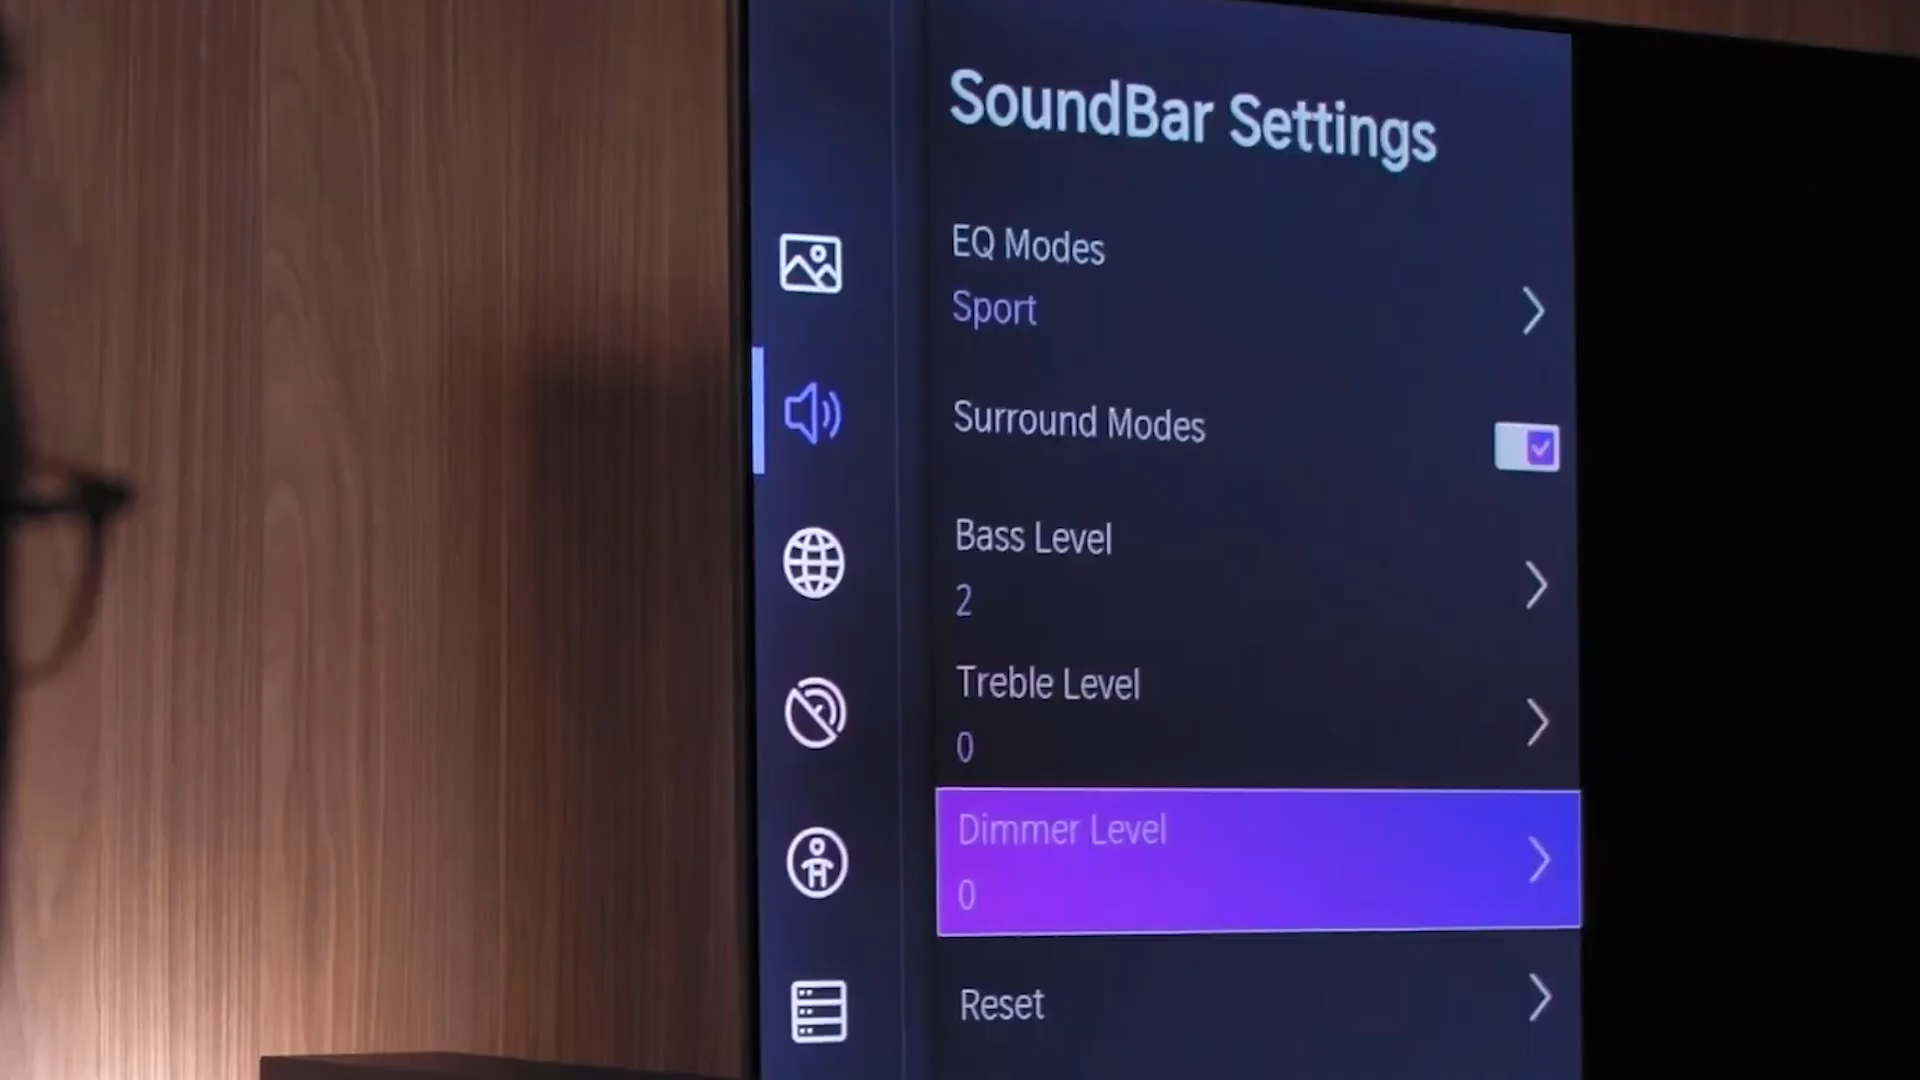 SoundBar Settings
EQ Modes
Sport
Surround Modes
Bass Level
2
Treble Level
0
Dimmer Level
0
Reset